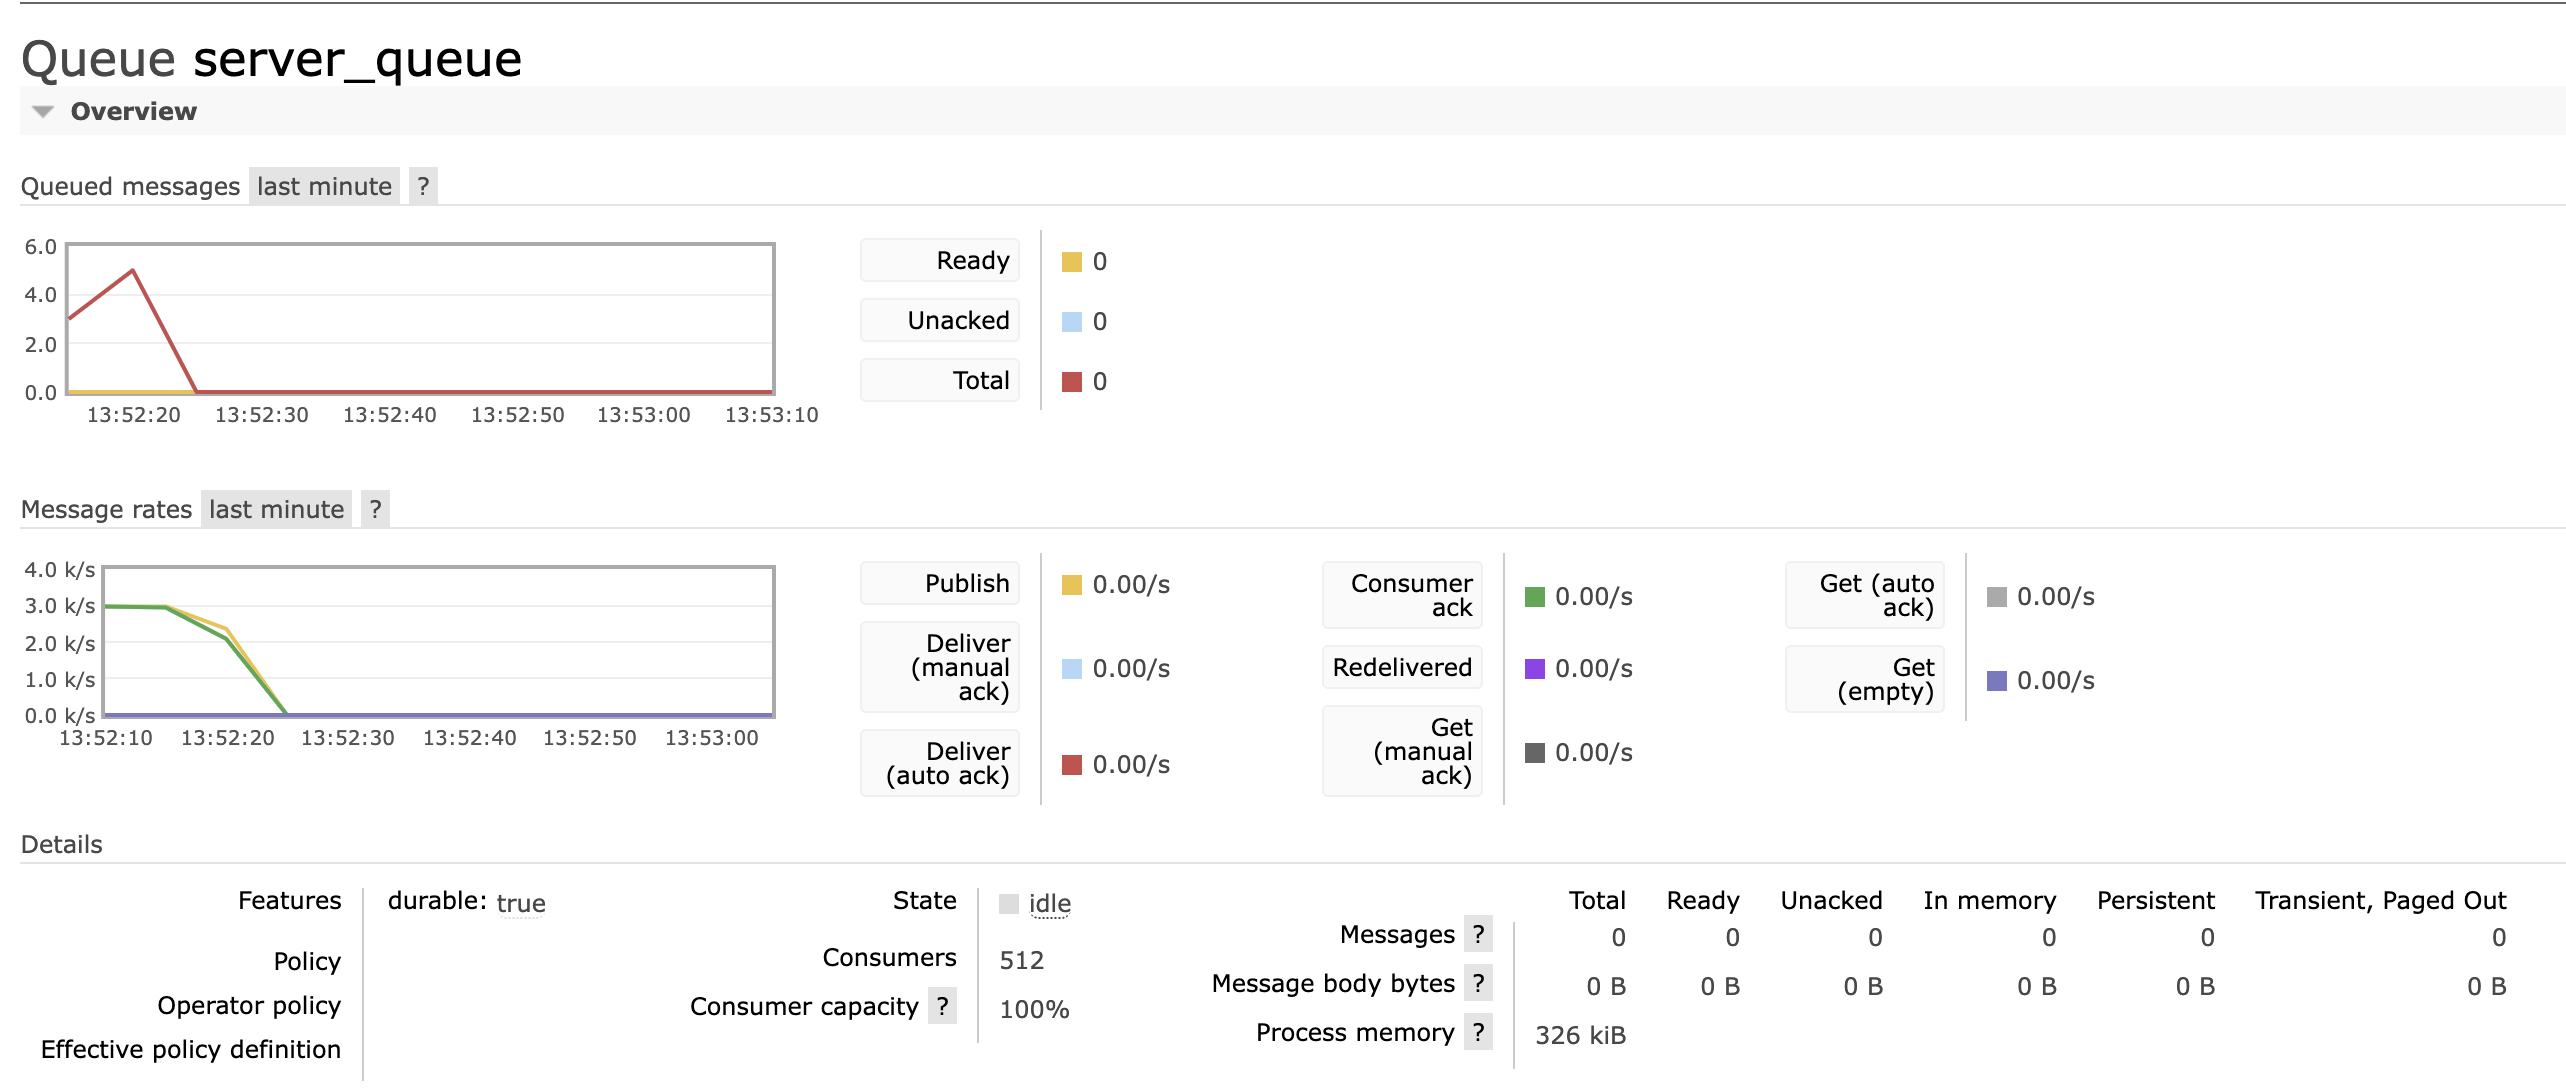 Queue server_queue
Overview
Queued messages last minute ?
6.0
4.0
2.0
0.0
13:52:20 13:52:30 13:52:40 13:52:50 13:53:00 13:53:10
Ready 0
Unacked 0
Total 0
Message rates last minute ?
4.0 k/s
3.0 k/s
2.0 k/s
1.0 k/s
0.0 k/s
13:52:10 13:52:20 13:52:30 13:52:40 13:52:50 13:53:00
Publish 0.00/s
Deliver
(manual 0.00/s
ack)
Deliver
(auto ack) 0.00/s
Consumer
ack 0.00/s
Redelivered 0.00/s
Get
(manual 0.00/s
ack)
Get (auto
ack) 0.00/s
Get
(empty) 0.00/s
Details
Features durable: true
Policy
Operator policy
Effective policy definition
State idle
Consumers 512
Consumer capacity ? 100%
Total Ready Unacked In memory Persistent Transient, Paged Out
Messages ? 0 0 0 0 0 0
Message body bytes ? 0 B 0 B 0 B 0 B 0 B 0 B
Process memory ? 326 kiB